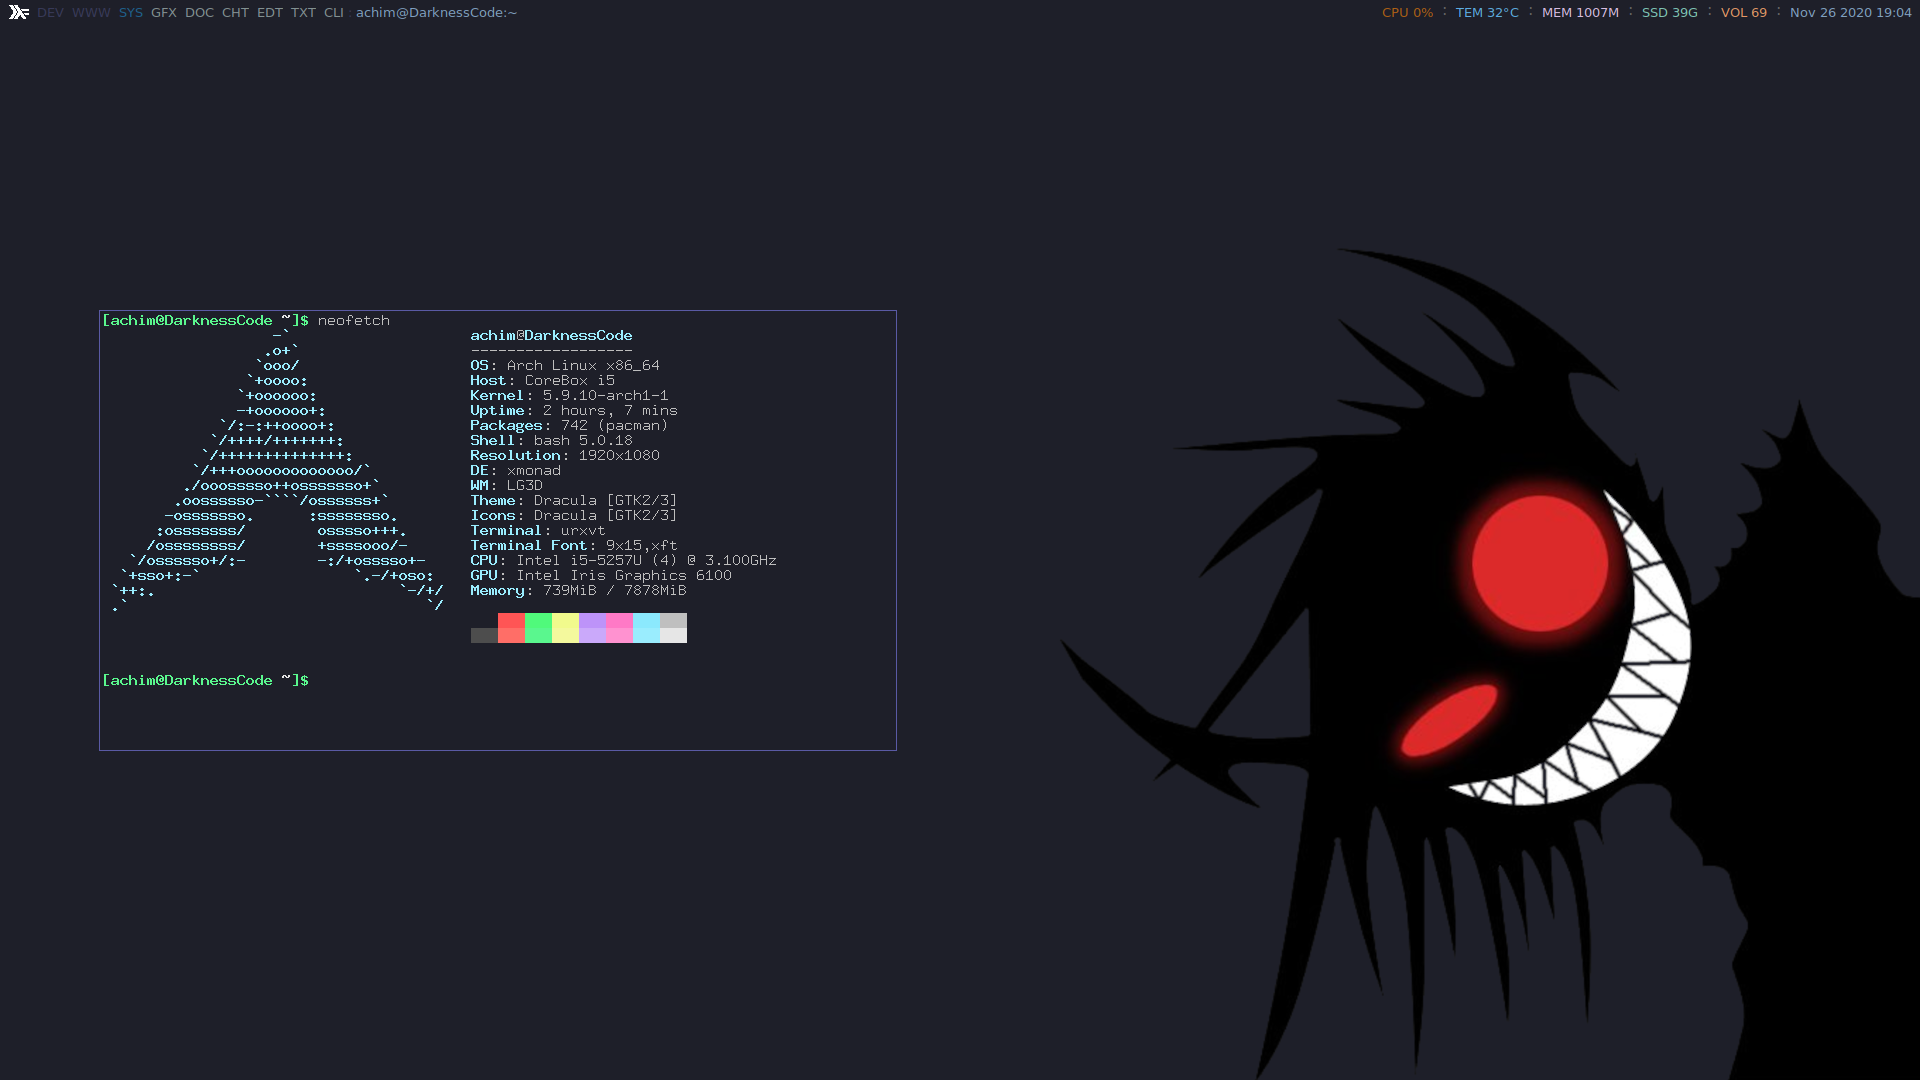 DEV WWW SYS GFX DOC CHT EDT TXT CLI achim@DarknessCode:~ CPU 0% : TEM 32°C : MEM 1007M : SSD 39G : VOL 69 : Nov 26 2020 19:04
[achim@DarknessCode ~]$ neofetch
-` achim@DarknessCode
.o+` ------------------
`ooo/ OS: Arch Linux x86_64
`+oooo: Host: CoreBox i5
`+oooooo: Kernel: 5.9.10-arch1-1
-+oooooo+: Uptime: 2 hours, 7 mins
`/:-:++oooo+: Packages: 742 (pacman)
`/++++/+++++++: Shell: bash 5.0.18
`/++++++++++++++: Resolution: 1920x1080
`/+++ooooooooooooo/` DE: xmonad
./ooosssso++osssssso+` WM: LG3D
.oossssso-````/ossssss+` Theme: Dracula [GTK2/3]
-osssssso. :ssssssso. Icons: Dracula [GTK2/3]
:osssssss/ osssso+++. Terminal: urxvt
/ossssssss/ +ssssooo/- Terminal Font: 9x15,xft
`/ossssso+/:- -:/+osssso+- CPU: Intel i5-5257U (4) @ 3.100GHz
`+sso+:-` `.-/+oso: GPU: Intel Iris Graphics 6100
`++:. `-/+/ Memory: 739MiB / 7878MiB
.` `/
[achim@DarknessCode ~]$